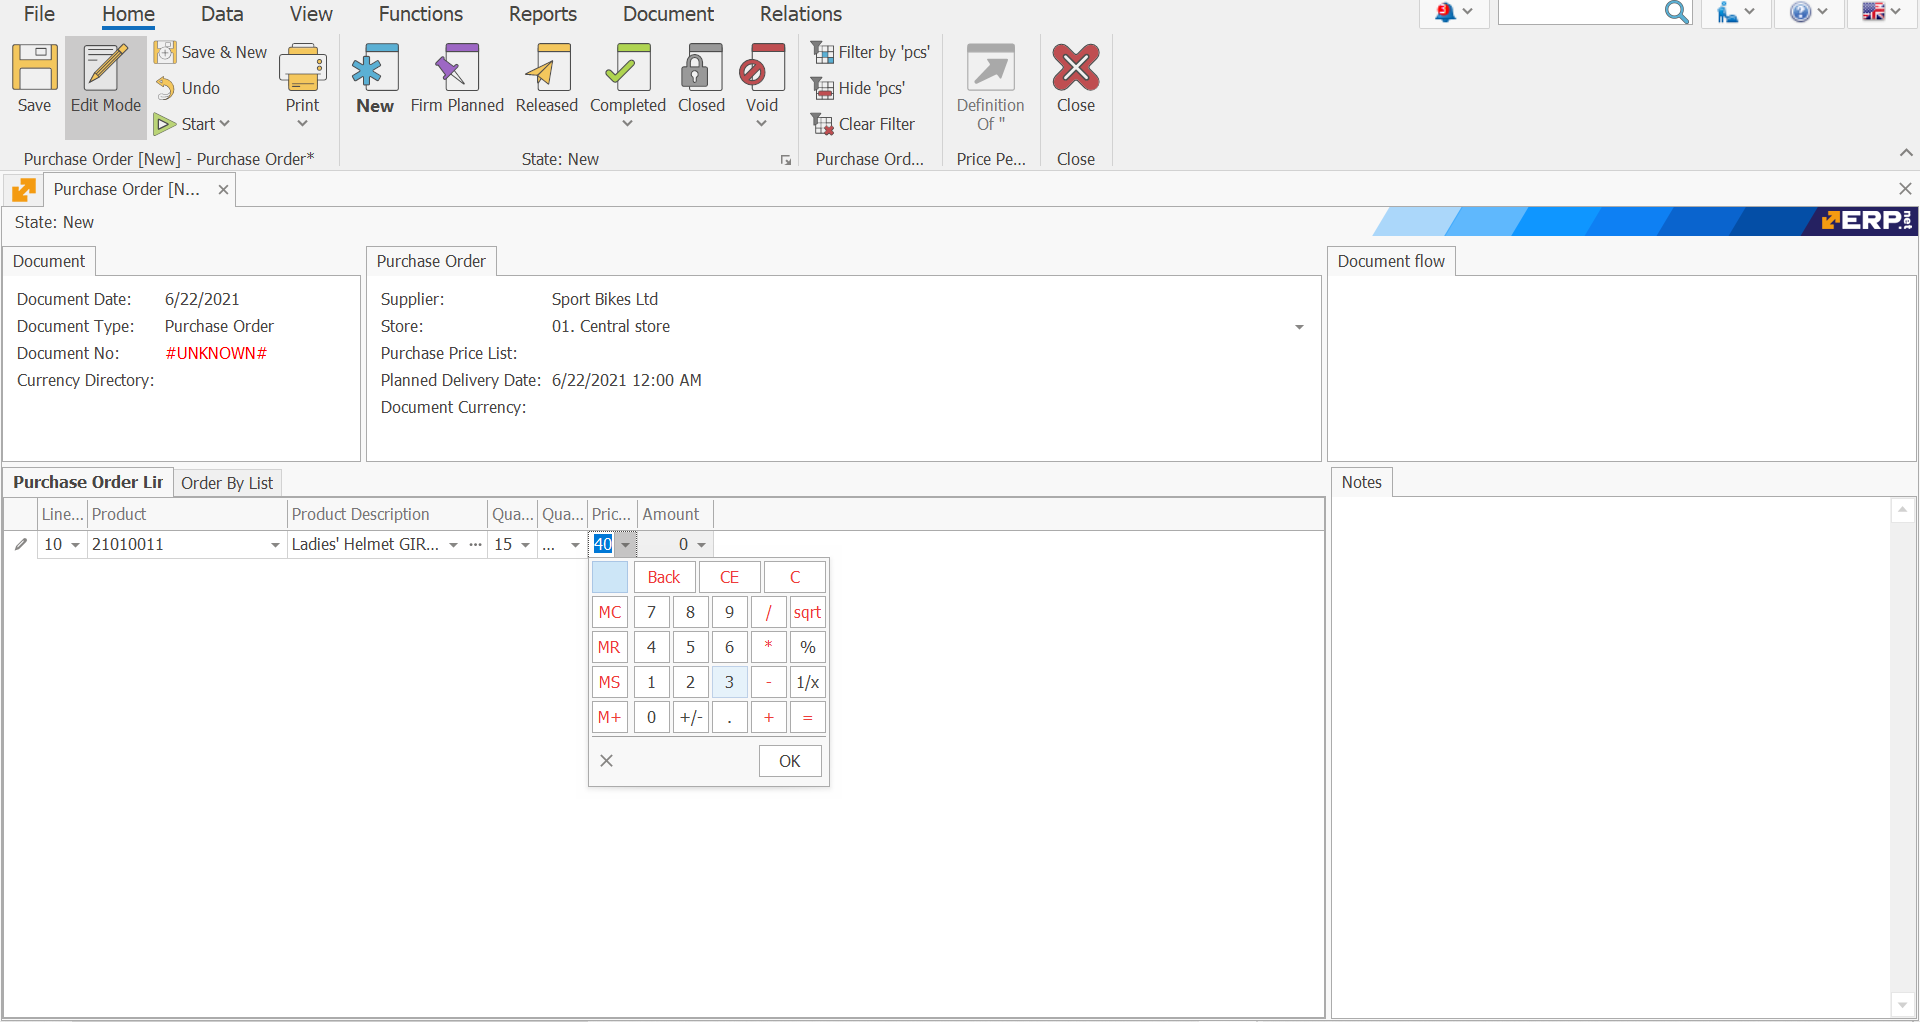 File Home Data View Functions Reports Document Relations
3
Save Edit Mode Save & New Undo Start Print
New Firm Planned Released Completed Closed Void
Filter by 'pcs'
Hide 'pcs'
Clear Filter
Definition Of "
Close
Purchase Order [New] - Purchase Order* State: New Purchase Ord... Price Pe... Close
Purchase Order [N...
State: New
ERP.net
Document
Document Date: 6/22/2021
Document Type: Purchase Order
Document No: #UNKNOWN#
Currency Directory:
Purchase Order
Supplier: Sport Bikes Ltd
Store: 01. Central store
Purchase Price List:
Planned Delivery Date: 6/22/2021 12:00 AM
Document Currency:
Document flow
Purchase Order Lir Order By List
Line... Product Product Description Qua... Qua... Pric... Amount
10 21010011 Ladies' Helmet GIR... ... 15 ... 40 0
Back CE C
MC 7 8 9 / sqrt
MR 4 5 6 * %
MS 1 2 3 - 1/x
M+ 0 +/- . + =
OK
Notes